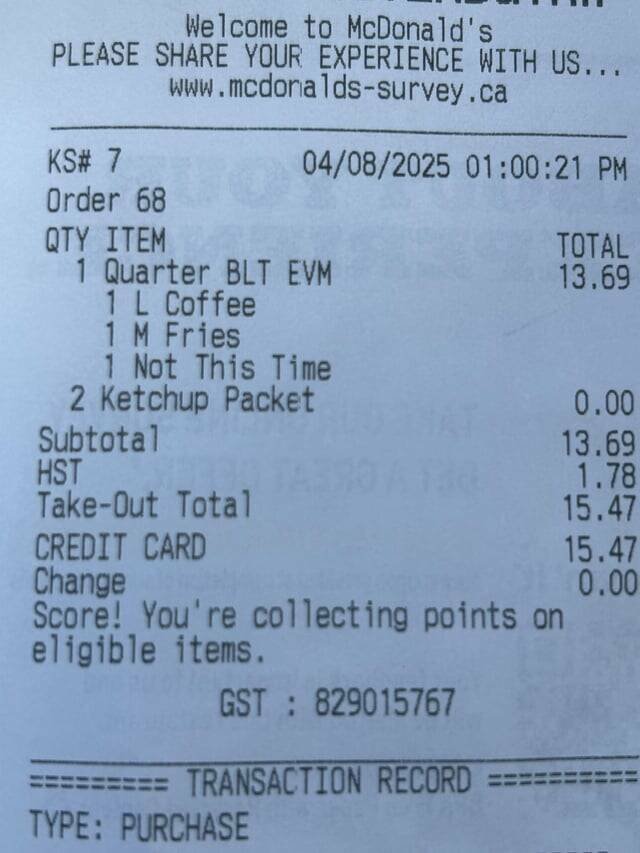 Welcome to McDonald's
PLEASE SHARE YOUR EXPERIENCE WITH US...
www.mcdonalds-survey.ca
KS# 7 04/08/2025 01:00:21 PM
Order 68
QTY ITEM TOTAL
1 Quarter BLT EVM 13.69
1 L Coffee
1 M Fries
1 Not This Time
2 Ketchup Packet 0.00
Subtotal 13.69
HST 1.78
Take-Out Total 15.47
CREDIT CARD 15.47
Change 0.00
Score! You're collecting points on
eligible items.
GST : 829015767
========= TRANSACTION RECORD ==========
TYPE: PURCHASE